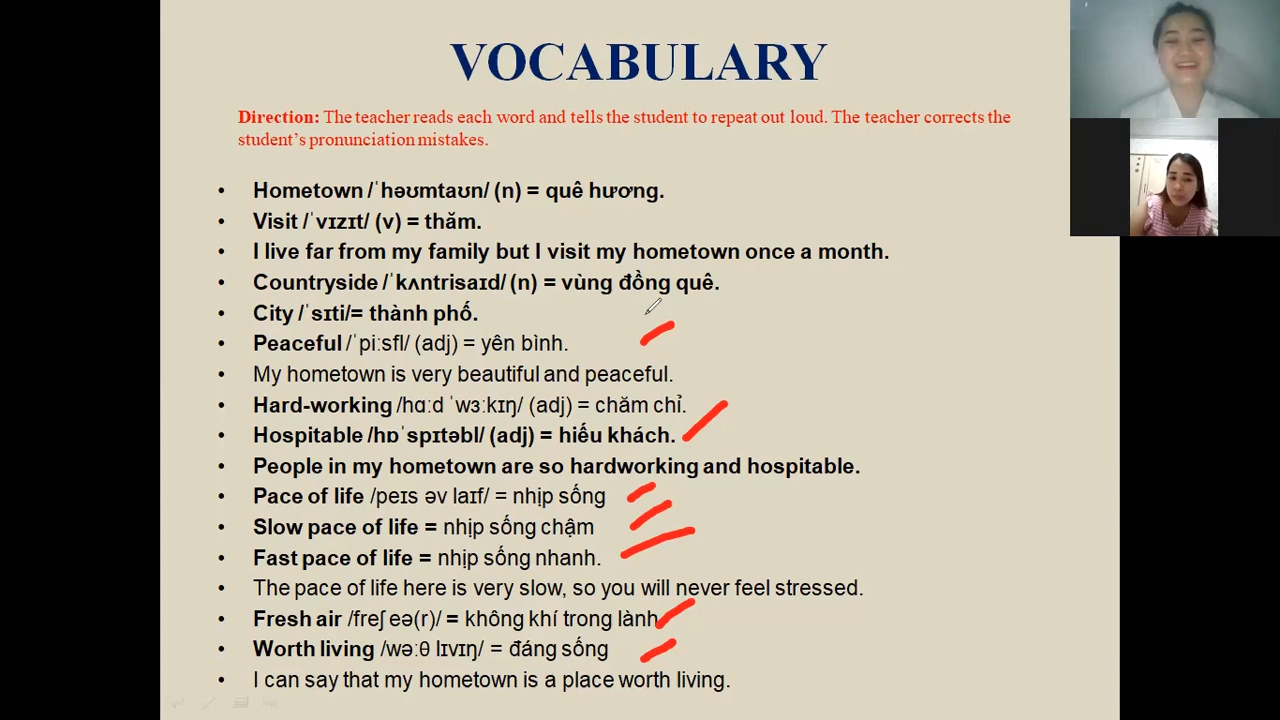 VOCABULARY
Direction: The teacher reads each word and tells the student to repeat out loud. The teacher corrects the
student's pronunciation mistakes.
• Hometown /ˈhəʊmtaʊn/ (n) = quê hương.
• Visit /ˈvɪzɪt/ (v) = thăm.
• I live far from my family but I visit my hometown once a month.
• Countryside /ˈkʌntrisaɪd/ (n) = vùng đồng quê.
• City /ˈsɪti/= thành phố.
• Peaceful /ˈpiːsfl/ (adj) = yên bình.
• My hometown is very beautiful and peaceful.
• Hard-working /hɑːd ˈwɜːkɪŋ/ (adj) = chăm chỉ.
• Hospitable /hɒˈspɪtəbl/ (adj) = hiếu khách.
• People in my hometown are so hardworking and hospitable.
• Pace of life /peɪs əv laɪf/ = nhịp sống
• Slow pace of life = nhịp sống chậm
• Fast pace of life = nhịp sống nhanh.
• The pace of life here is very slow, so you will never feel stressed.
• Fresh air /freʃ eə(r)/ = không khí trong lành
• Worth living /wəːθ lɪvɪŋ/ = đáng sống
• I can say that my hometown is a place worth living.